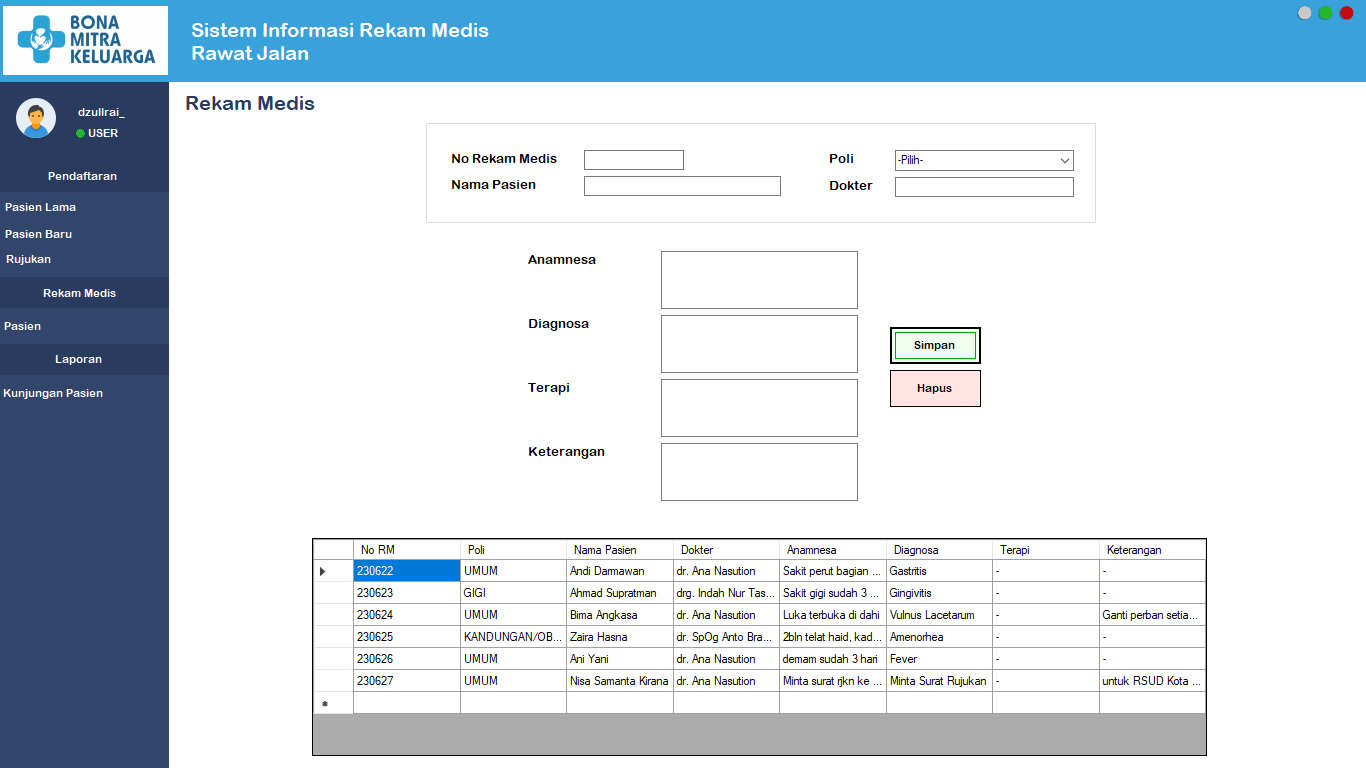 BONA
MITRA
KELUARGA
Sistem Informasi Rekam Medis
Rawat Jalan
dzullrai_
USER
Pendaftaran
Pasien Lama
Pasien Baru
Rujukan
Rekam Medis
Pasien
Laporan
Kunjungan Pasien
Rekam Medis
No Rekam Medis
Poli -Pilih-
Nama Pasien
Dokter
Anamnesa
Diagnosa
Terapi
Keterangan
Simpan
Hapus
No RM Poli Nama Pasien Dokter Anamnesa Diagnosa Terapi Keterangan
230622 UMUM Andi Darmawan dr. Ana Nasution Sakit perut bagian ... Gastritis - -
230623 GIGI Ahmad Supratman drg. Indah Nur Tas... Sakit gigi sudah 3 ... Gingivitis - -
230624 UMUM Bima Angkasa dr. Ana Nasution Luka terbuka di dahi Vulnus Lacetarum - Ganti perban setia...
230625 KANDUNGAN/OB... Zaira Hasna dr. SpOg Anto Bra... 2bln telat haid, kad... Amenorhea - -
230626 UMUM Ani Yani dr. Ana Nasution demam sudah 3 hari Fever - -
230627 UMUM Nisa Samanta Kirana dr. Ana Nasution Minta surat rjkn ke ... Minta Surat Rujukan - untuk RSUD Kota ...